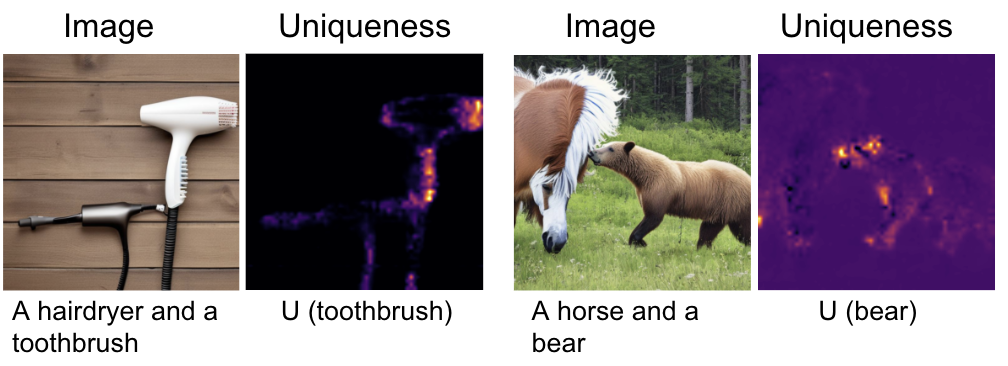 Image
Uniqueness
Image
Uniqueness
A hairdryer and a
toothbrush
U (toothbrush)
A horse and a
bear
U (bear)